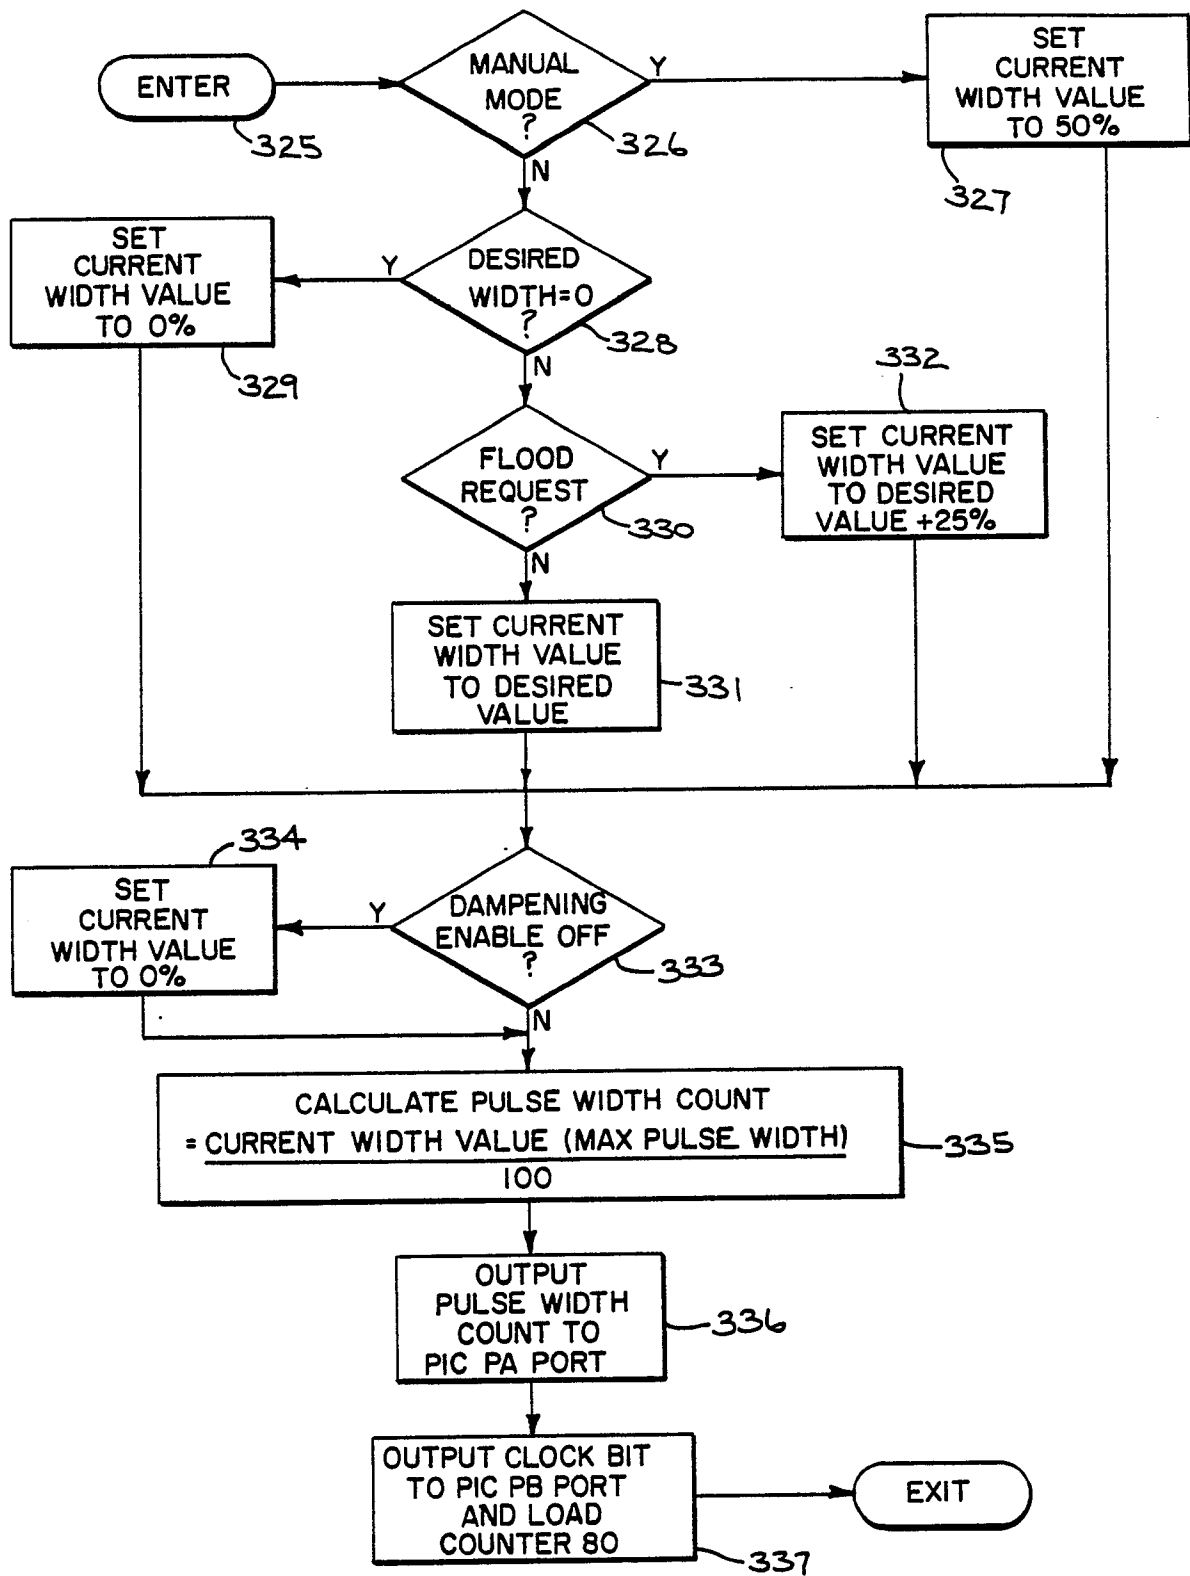 ENTER
325
MANUAL
MODE
?
326
Y
N
SET
CURRENT
WIDTH VALUE
TO 50%
327
DESIRED
WIDTH=0
?
328
Y
N
SET
CURRENT
WIDTH VALUE
TO 0%
329
FLOOD
REQUEST
?
330
Y
N
332
SET CURRENT
WIDTH VALUE
TO DESIRED
VALUE +25%
SET CURRENT
WIDTH VALUE
TO DESIRED
VALUE
331
334
SET
CURRENT
WIDTH VALUE
TO 0%
Y
DAMPENING
ENABLE OFF
?
333
N
CALCULATE PULSE WIDTH COUNT
= CURRENT WIDTH VALUE (MAX PULSE WIDTH)
100
335
OUTPUT
PULSE WIDTH
COUNT TO
PIC PA PORT
336
OUTPUT CLOCK BIT
TO PIC PB PORT
AND LOAD
COUNTER 80
337
EXIT